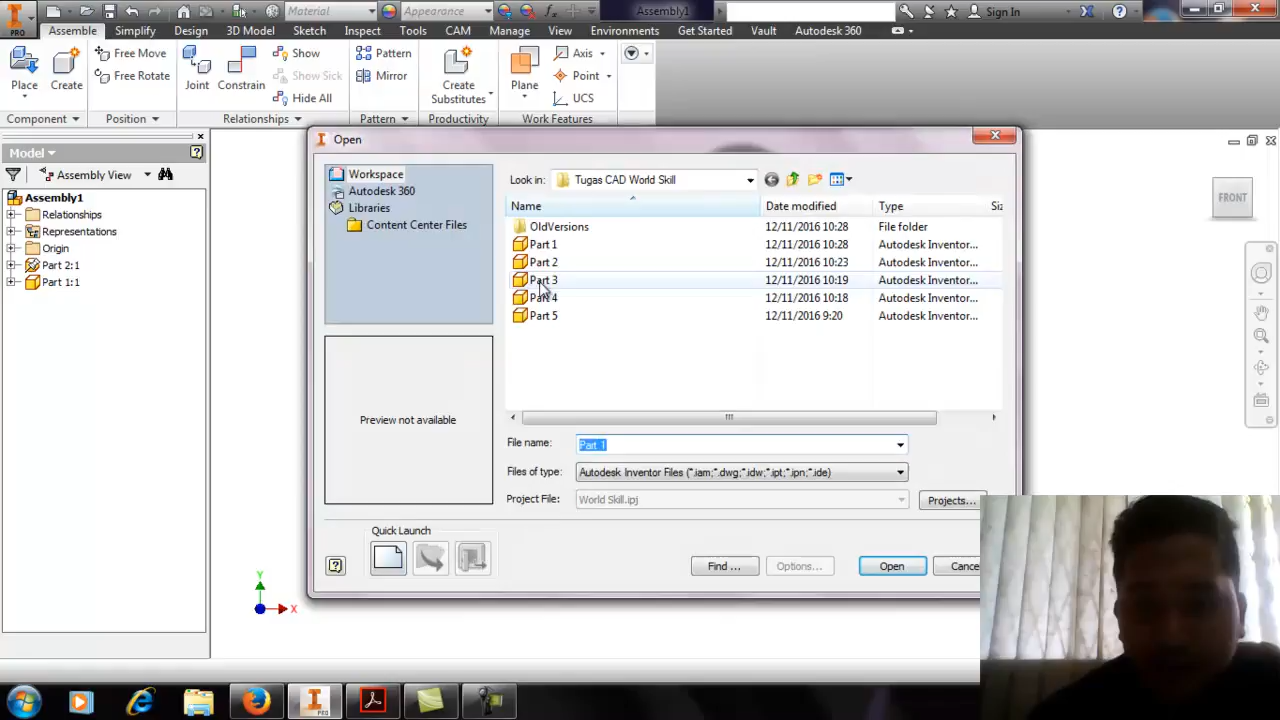 Material
Appearance
Assembly1
Sign In
PRO
Assemble Simplify Design 3D Model Sketch Inspect Tools CAM Manage View Environments Get Started Vault Autodesk 360
Place
Create
Free Move
Free Rotate
Joint
Constrain
Show
Show Sick
Hide All
Pattern
Mirror
Create
Substitutes
Plane
Axis
Point
UCS
Component
Position
Relationships
Pattern
Productivity
Work Features
Model
Assembly View
Assembly1
Relationships
Representations
Origin
Part 2:1
Part 1:1
Open
Workspace
Autodesk 360
Libraries
Content Center Files
Preview not available
Look in: Tugas CAD World Skill
Name Date modified Type Siz
OldVersions 12/11/2016 10:28 File folder
Part 1 12/11/2016 10:28 Autodesk Inventor...
Part 2 12/11/2016 10:23 Autodesk Inventor...
Part 3 12/11/2016 10:19 Autodesk Inventor...
Part 4 12/11/2016 10:18 Autodesk Inventor...
Part 5 12/11/2016 9:20 Autodesk Inventor...
File name: Part 1
Files of type: Autodesk Inventor Files (*.iam;*.dwg;*.idw;*.ipt;*.ipn;*.ide)
Project File: World Skill.ipj
Projects...
Quick Launch
Find ...
Options...
Open
Cance
FRONT
Y
X
PRO